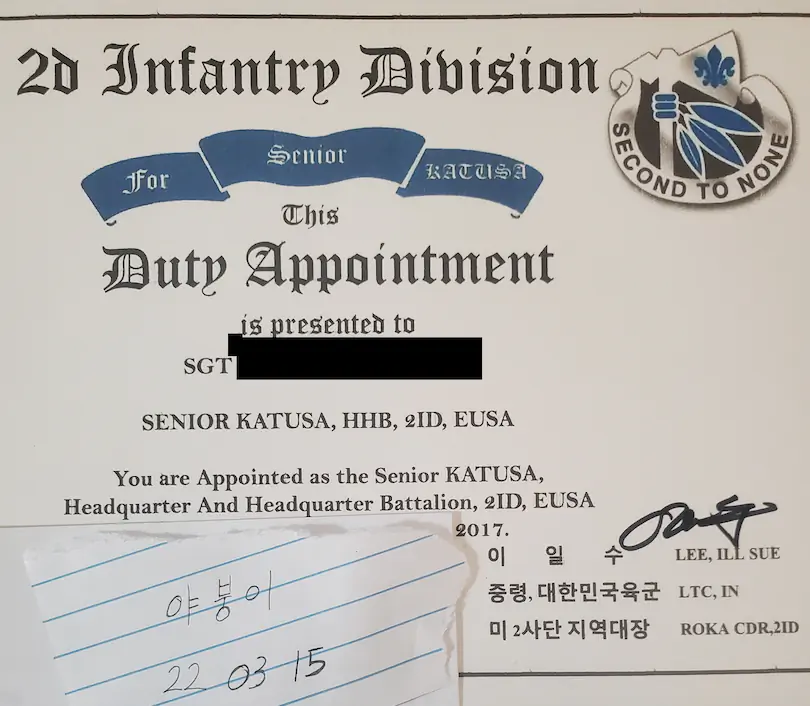 2d Infantry Division
SECOND TO NONE
For Senior KATUSA
This
Duty Appointment
is presented to
SGT
SENIOR KATUSA, HHB, 2ID, EUSA
You are Appointed as the Senior KATUSA,
Headquarter And Headquarter Battalion, 2ID, EUSA
2017.
이 일 수 LEE, ILL SUE
중령, 대한민국육군 LTC, IN
미 2사단 지역대장 ROKA CDR,2ID
야붕이
22 03 15